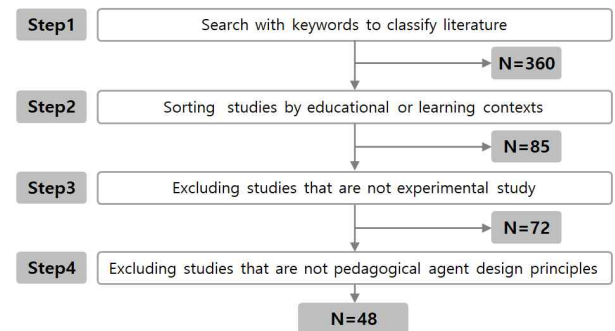 Step1 Search with keywords to classify literature
N=360
Step2 Sorting studies by educational or learning contexts
N=85
Step3 Excluding studies that are not experimental study
N=72
Step4 Excluding studies that are not pedagogical agent design principles
N=48